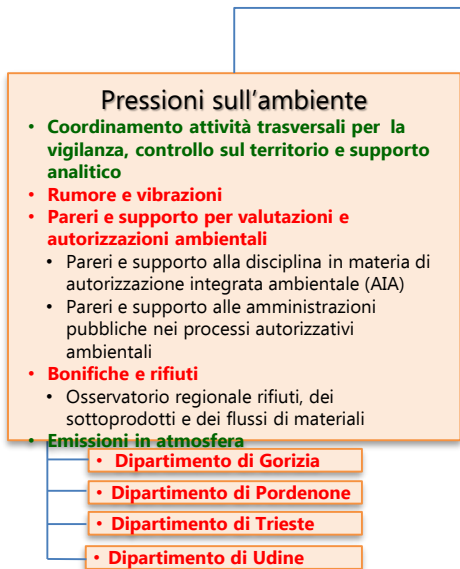 Pressioni sull'ambiente
• Coordinamento attività trasversali per la
vigilanza, controllo sul territorio e supporto
analitico
• Rumore e vibrazioni
• Pareri e supporto per valutazioni e
autorizzazioni ambientali
• Pareri e supporto alla disciplina in materia di
autorizzazione integrata ambientale (AIA)
• Pareri e supporto alle amministrazioni
pubbliche nei processi autorizzativi
ambientali
• Bonifiche e rifiuti
• Osservatorio regionale rifiuti, dei
sottoprodotti e dei flussi di materiali
• Emissioni in atmosfera
• Dipartimento di Gorizia
• Dipartimento di Pordenone
• Dipartimento di Trieste
• Dipartimento di Udine